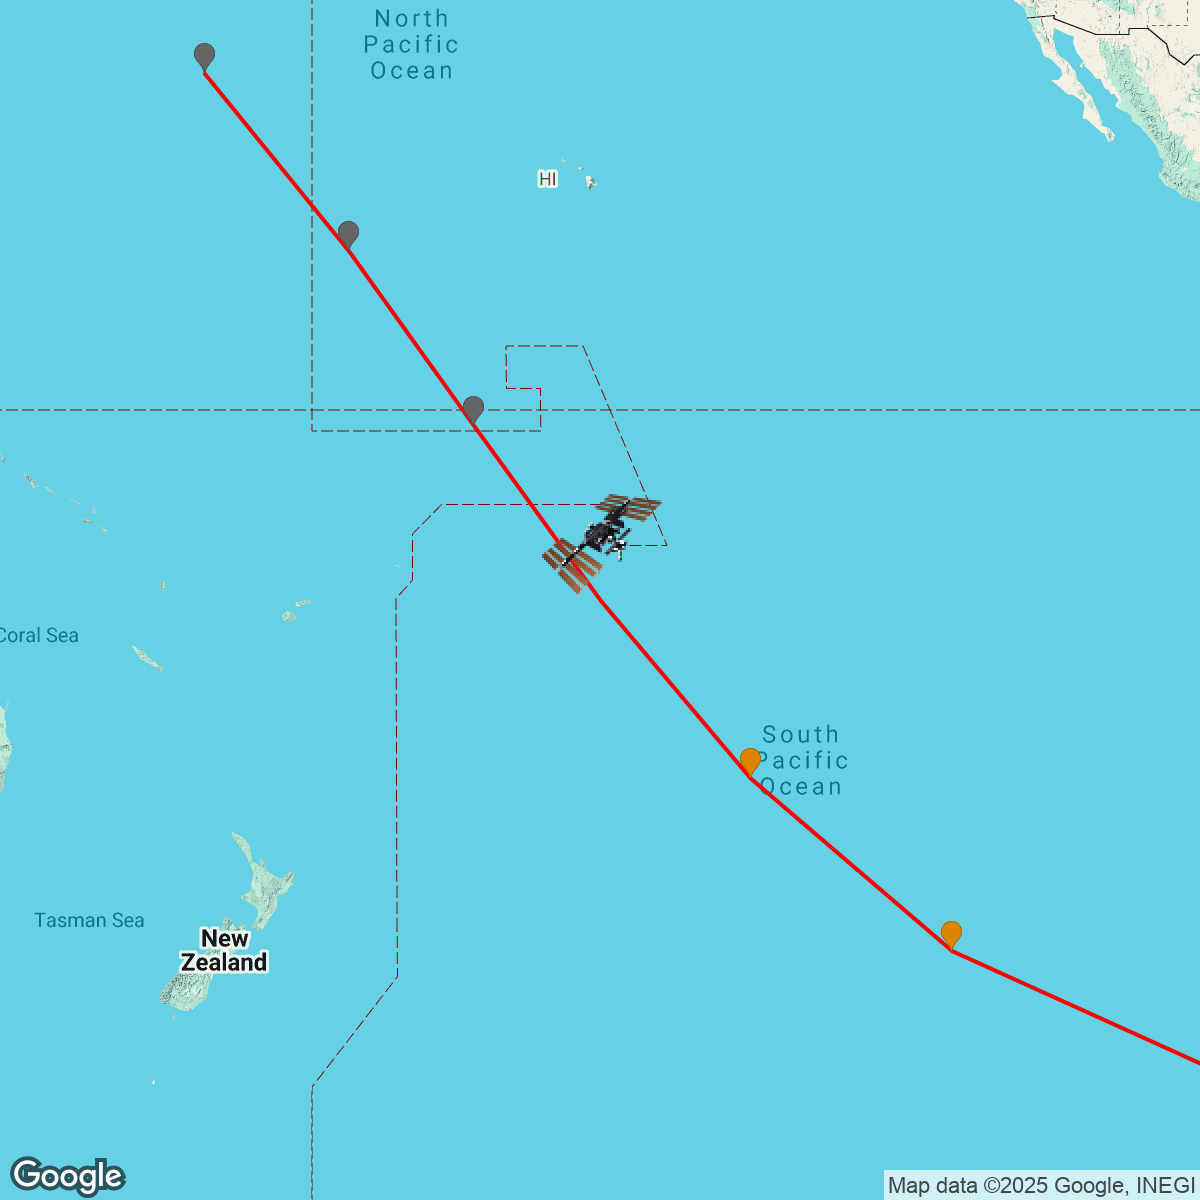 North
Pacific
Ocean
HI
Coral Sea
South
Pacific
Ocean
Tasman Sea
New
Zealand
Google
Map data ©2025 Google, INEGI